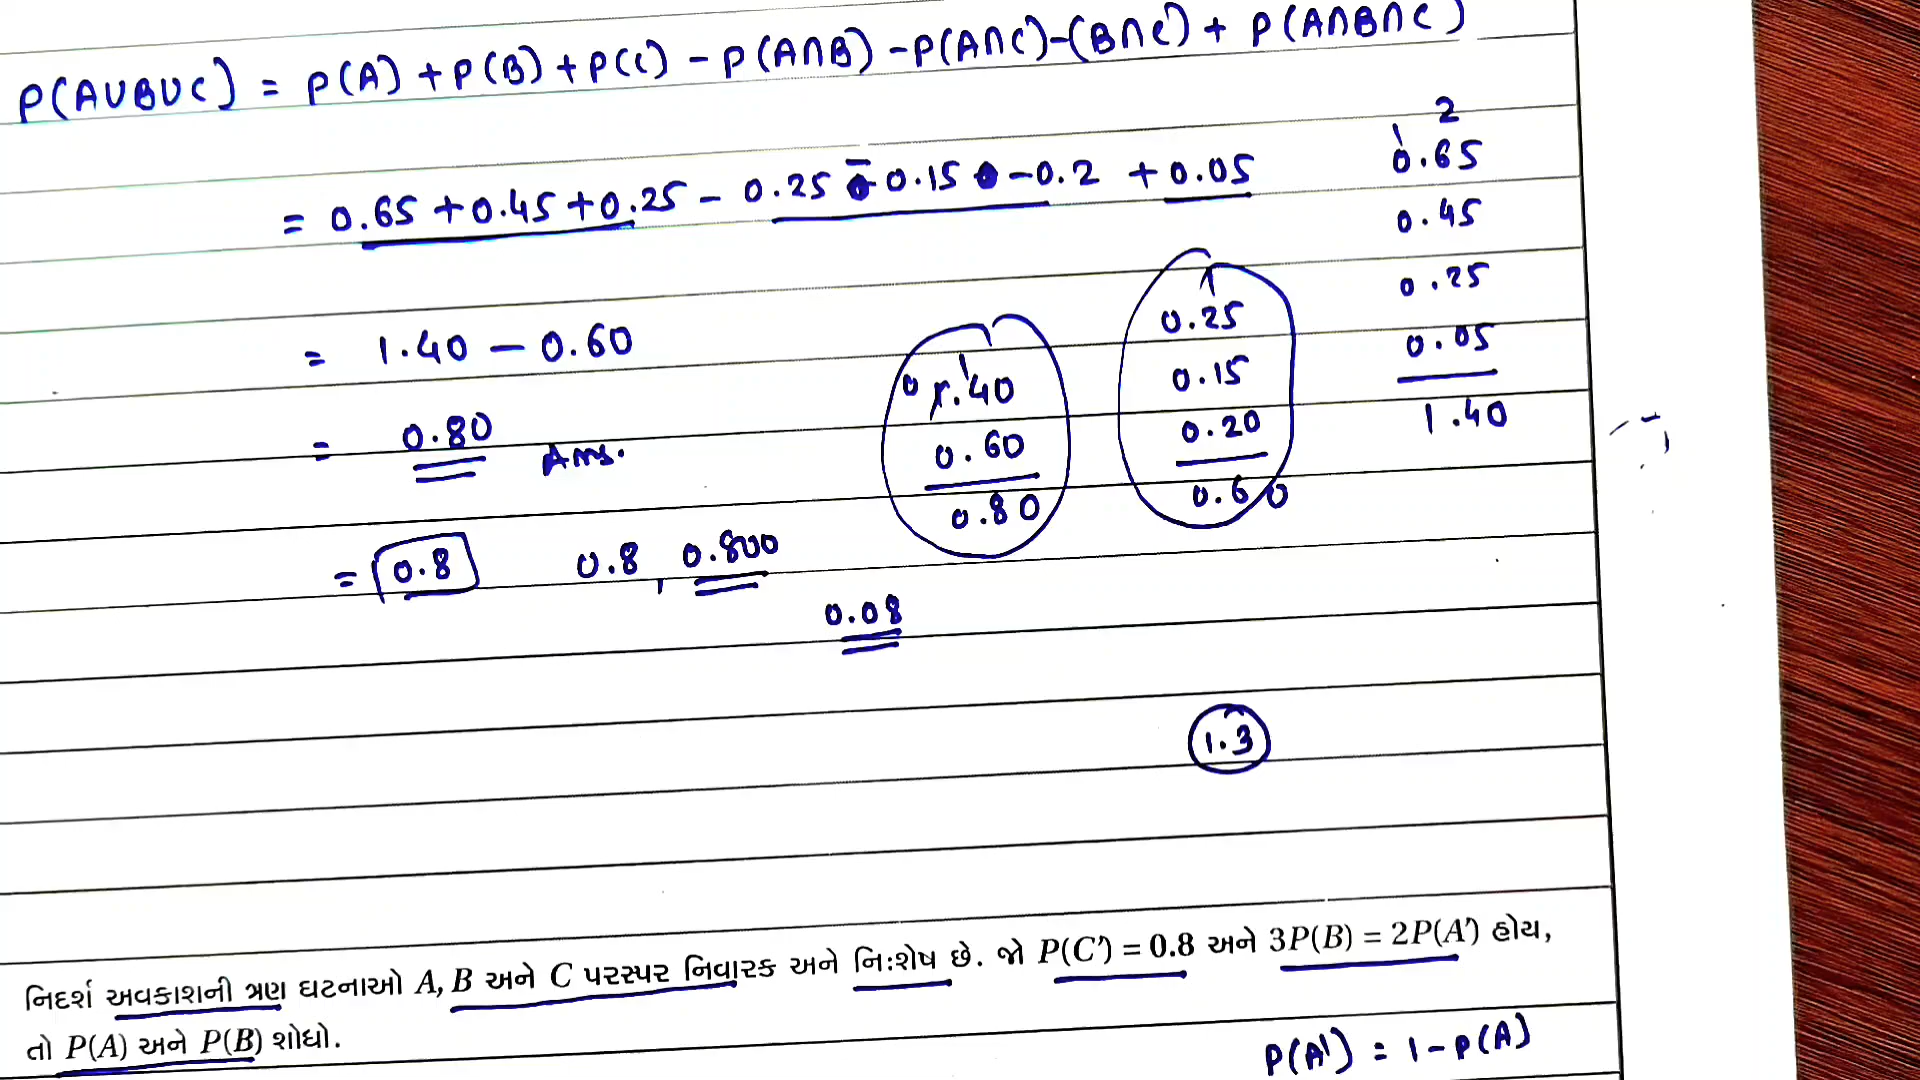 P(AUBUC) = P(A) + P(B) + P(C) - P(A∩B) - P(A∩C) - (B∩C) + P(A∩B∩C)
= 0.65 + 0.45 + 0.25 - 0.25 - 0.15 - 0.2 + 0.05
= 1.40 - 0.60
= 0.80 Ans.
= 0.8 0.8, 0.800
0.08
1.40
0.60
0.80
0.25
0.15
0.20
0.60
2
0.65
0.45
0.25
0.05
1.40
1.3
નિદર્શ અવકાશની ત્રણ ઘટનાઓ A, B અને C પરસ્પર નિવારક અને નિઃશેષ છે. જો P(C') = 0.8 અને 3P(B) = 2P(A') હોય,
તો P(A) અને P(B) શોધો.
P(A') = 1 - P(A)